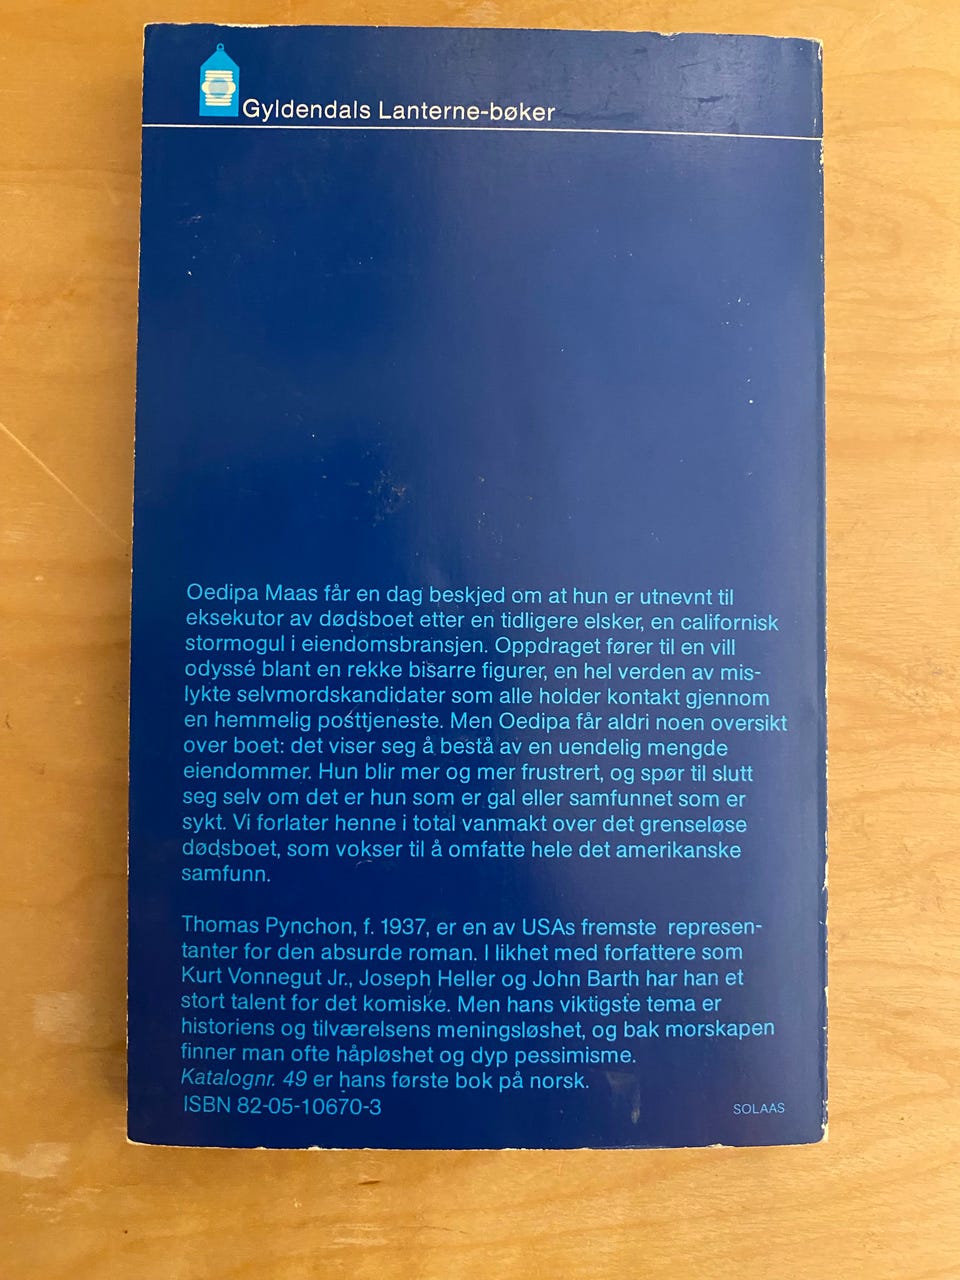 Gyldendals Lanterne-bøker
Oedipa Maas får en dag beskjed om at hun er utnevnt til
eksekutor av dødsboet etter en tidligere elsker, en californisk
stormogul i eiendomsbransjen. Oppdraget fører til en vill
odyssé blant en rekke bisarre figurer, en hel verden av mis-
lykte selvmordskandidater som alle holder kontakt gjennom
en hemmelig posttjeneste. Men Oedipa får aldri noen oversikt
over boet: det viser seg å bestå av en uendelig mengde
eiendommer. Hun blir mer og mer frustrert, og spør til slutt
seg selv om det er hun som er gal eller samfunnet som er
sykt. Vi forlater henne i total vanmakt over det grenseløse
dødsboet, som vokser til å omfatte hele det amerikanske
samfunn.
Thomas Pynchon, f. 1937, er en av USAs fremste represen-
tanter for den absurde roman. I likhet med forfattere som
Kurt Vonnegut Jr., Joseph Heller og John Barth har han et
stort talent for det komiske. Men hans viktigste tema er
historiens og tilværelsens meningsløshet, og bak morskapen
finner man ofte håpløshet og dyp pessimisme.
Katalognr. 49 er hans første bok på norsk.
ISBN 82-05-10670-3
SOLAAS